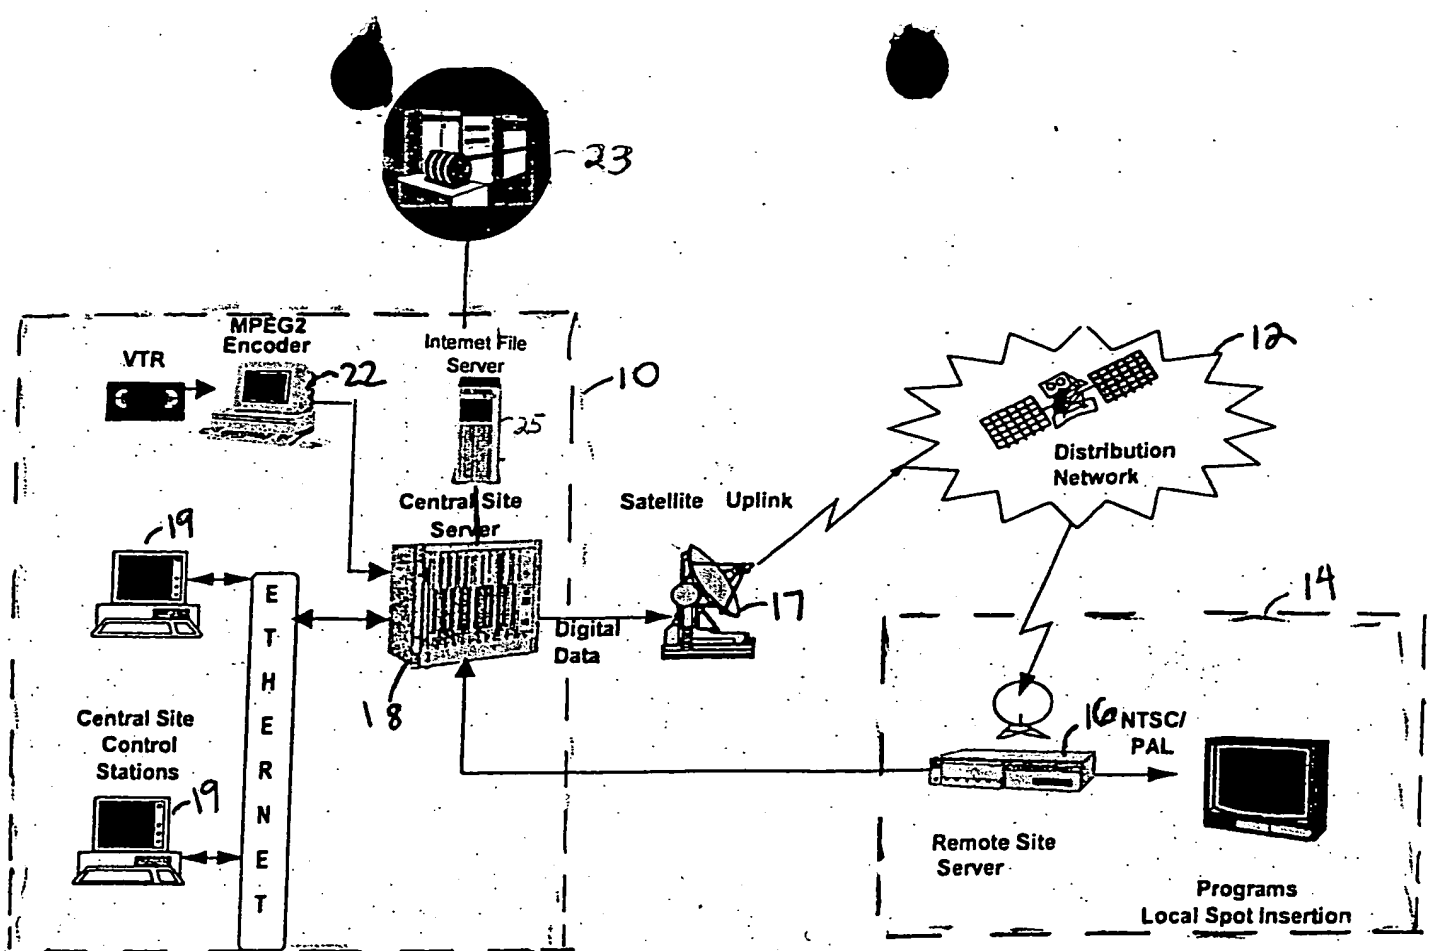 23
MPEG2
Encoder
VTR
22
Internet File
Server
10
25
12
Distribution
Network
Central Site
Server
Satellite Uplink
19
17
14
E
T
H
E
R
N
E
T
Digital
Data
18
Central Site
Control
Stations
19
16
NTSC/
PAL
Remote Site
Server
Programs
Local Spot Insertion